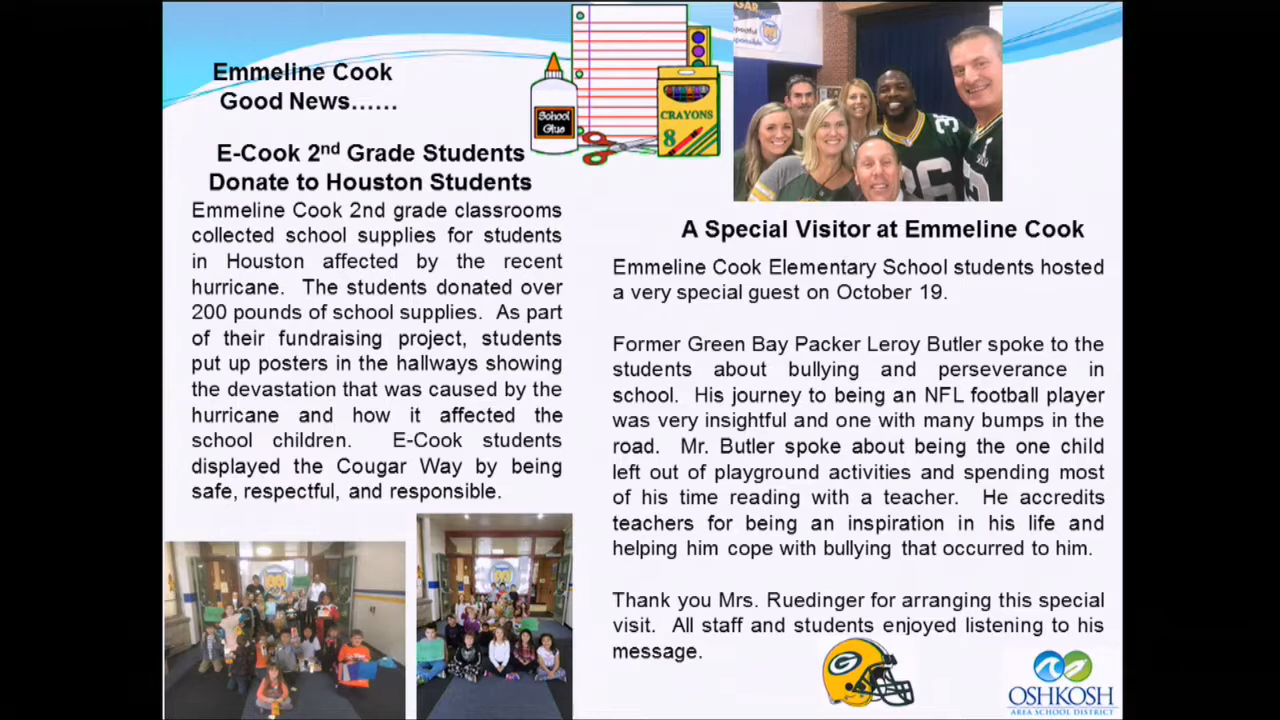 Emmeline Cook
Good News……
E-Cook 2nd Grade Students
Donate to Houston Students
Emmeline Cook 2nd grade classrooms
collected school supplies for students
in Houston affected by the recent
hurricane. The students donated over
200 pounds of school supplies. As part
of their fundraising project, students
put up posters in the hallways showing
the devastation that was caused by the
hurricane and how it affected the
school children. E-Cook students
displayed the Cougar Way by being
safe, respectful, and responsible.
School
Glue
CRAYONS
8
36
A Special Visitor at Emmeline Cook
Emmeline Cook Elementary School students hosted
a very special guest on October 19.
Former Green Bay Packer Leroy Butler spoke to the
students about bullying and perseverance in
school. His journey to being an NFL football player
was very insightful and one with many bumps in the
road. Mr. Butler spoke about being the one child
left out of playground activities and spending most
of his time reading with a teacher. He accredits
teachers for being an inspiration in his life and
helping him cope with bullying that occurred to him.
Thank you Mrs. Ruedinger for arranging this special
visit. All staff and students enjoyed listening to his
message.
G
OSHKOSH
AREA SCHOOL DISTRICT